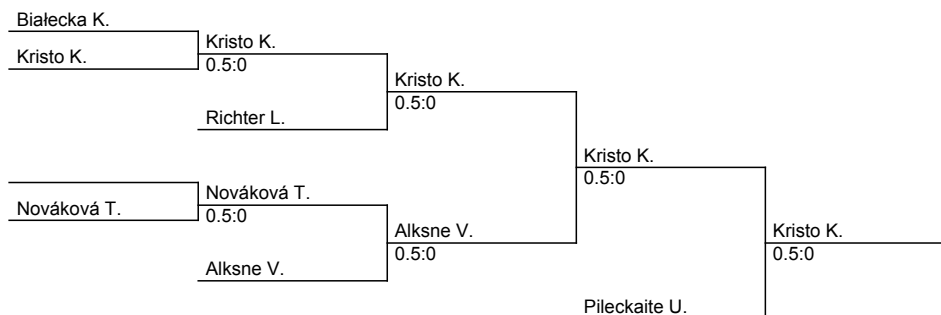 Białecka K.
Kristo K.
Kristo K.
0.5:0
Richter L.
Kristo K.
0.5:0
Nováková T.
Nováková T.
0.5:0
Alksne V.
Alksne V.
0.5:0
Kristo K.
0.5:0
Pileckaite U.
Kristo K.
0.5:0